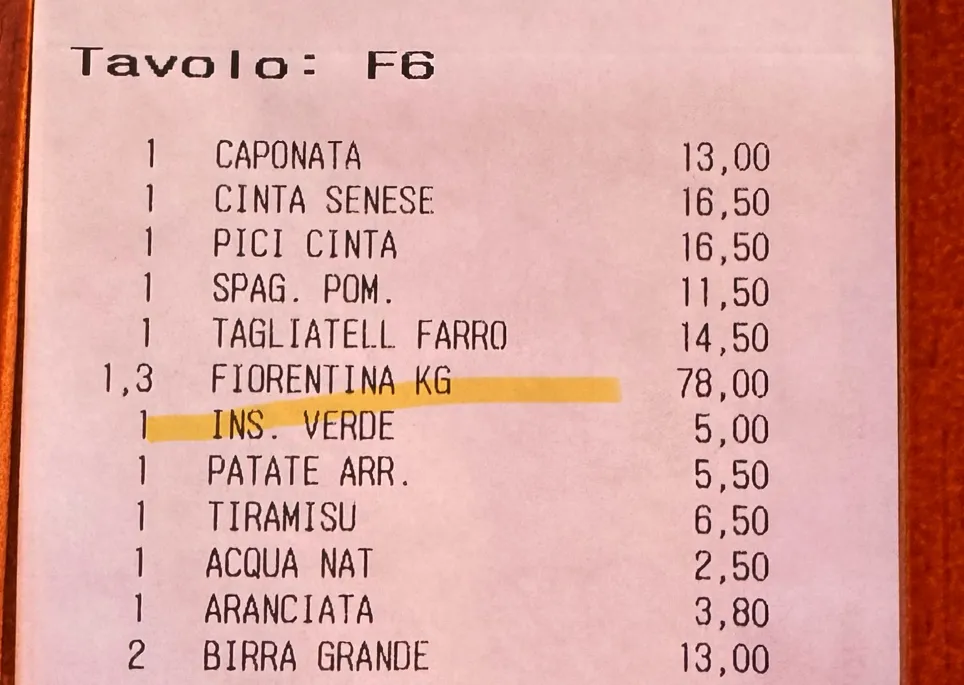 Tavolo: F6
1 CAPONATA 13,00
1 CINTA SENESE 16,50
1 PICI CINTA 16,50
1 SPAG. POM. 11,50
1 TAGLIATELL FARRO 14,50
1,3 FIORENTINA KG 78,00
1 INS. VERDE 5,00
1 PATATE ARR. 5,50
1 TIRAMISU 6,50
1 ACQUA NAT 2,50
1 ARANCIATA 3,80
2 BIRRA GRANDE 13,00